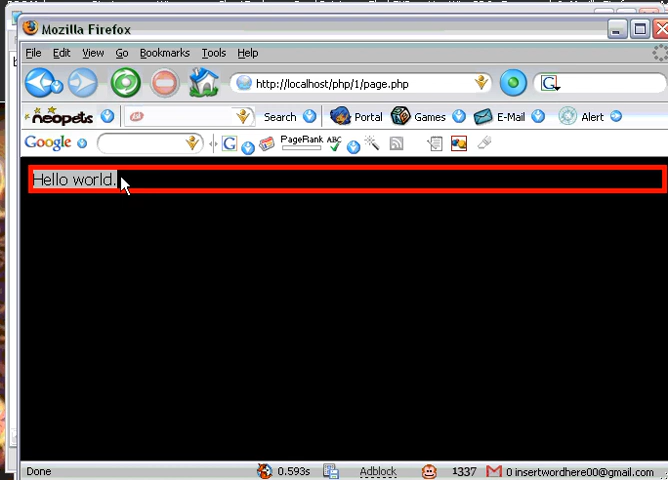 Mozilla Firefox
File Edit View Go Bookmarks Tools Help
http://localhost/php/1/page.php G
neopets Search Portal Games E-Mail Alert
Google G PageRank ABC
Hello world.
Done 0.593s Adblock 1337 0 insertwordhere00@gmail.com